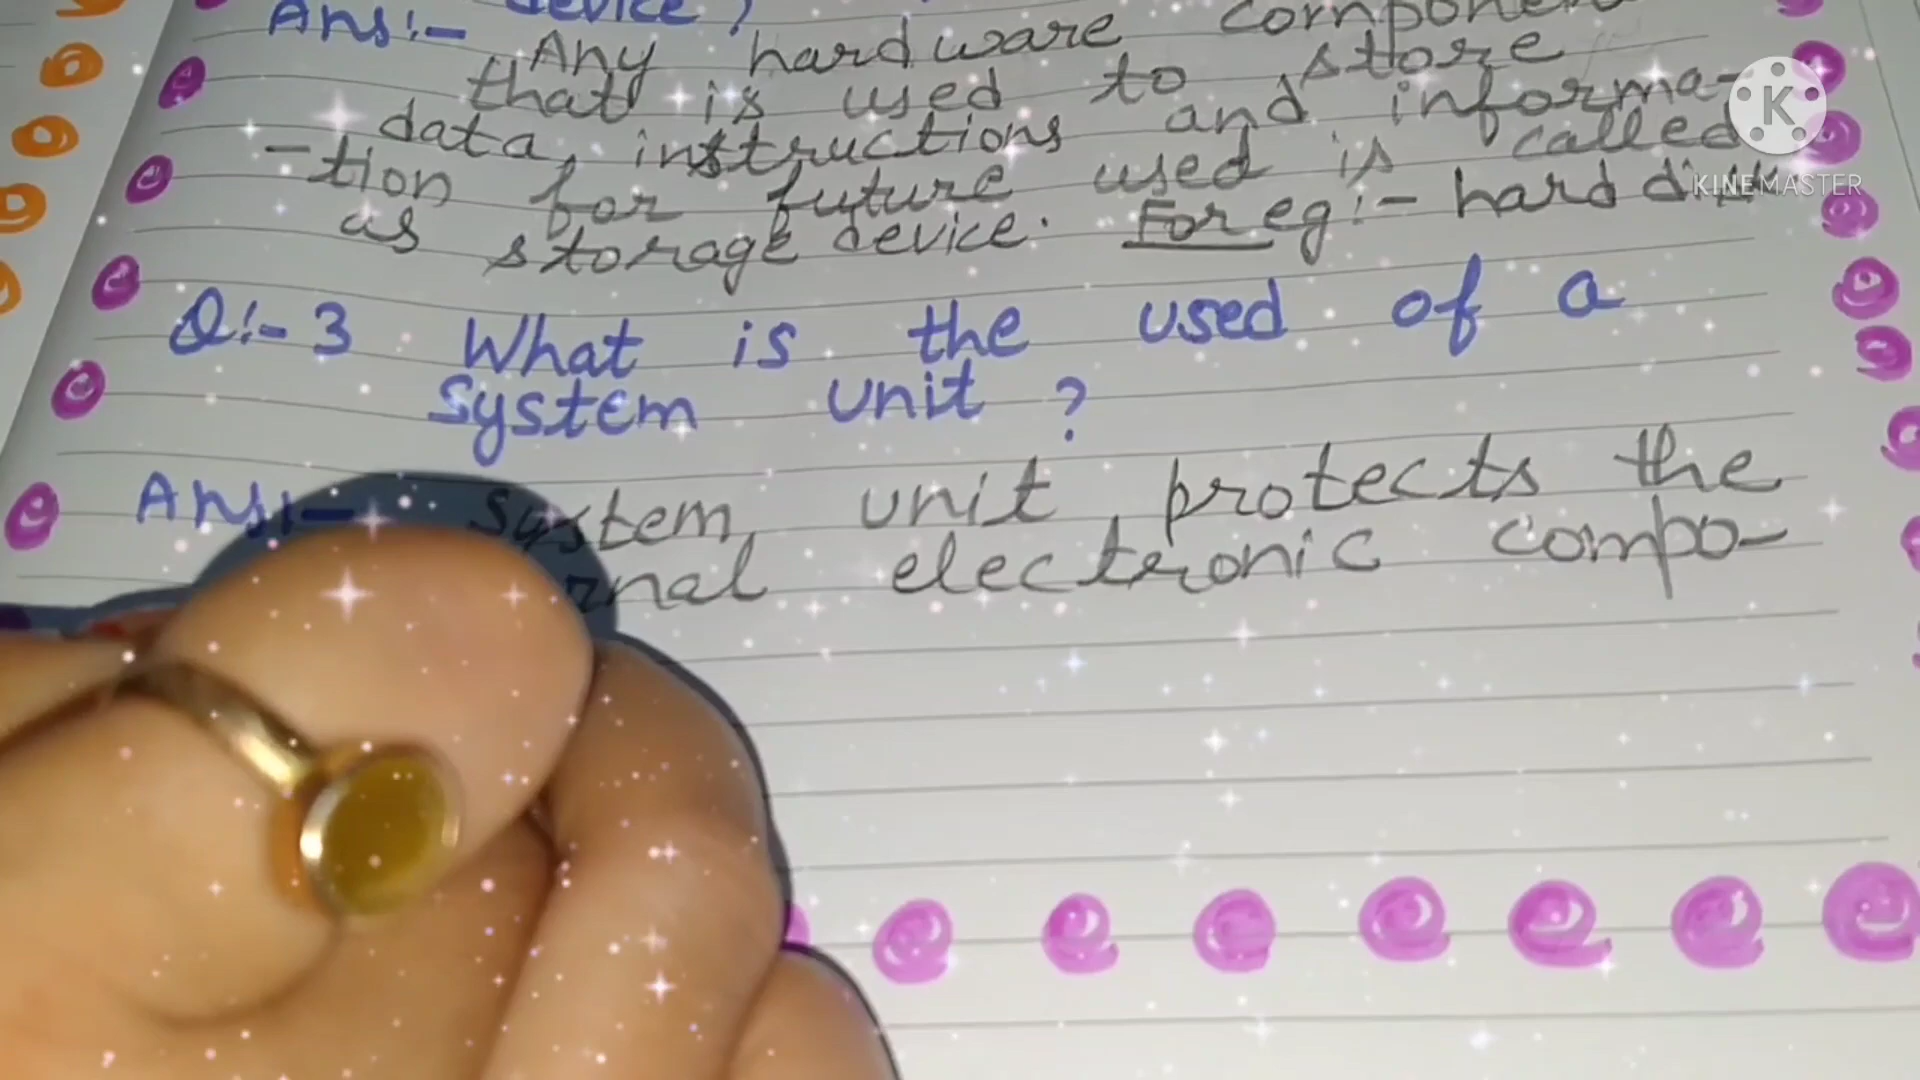 device?
Ans:- Any hardware component
that is used to store
data, instructions and informa-
-tion for future used is called
as storage device. For eg:- hard disk
Q:- 3 What is the used of a
system unit?
Ans:- System unit protects the
rnal electronic compo-
K
KINEMASTER